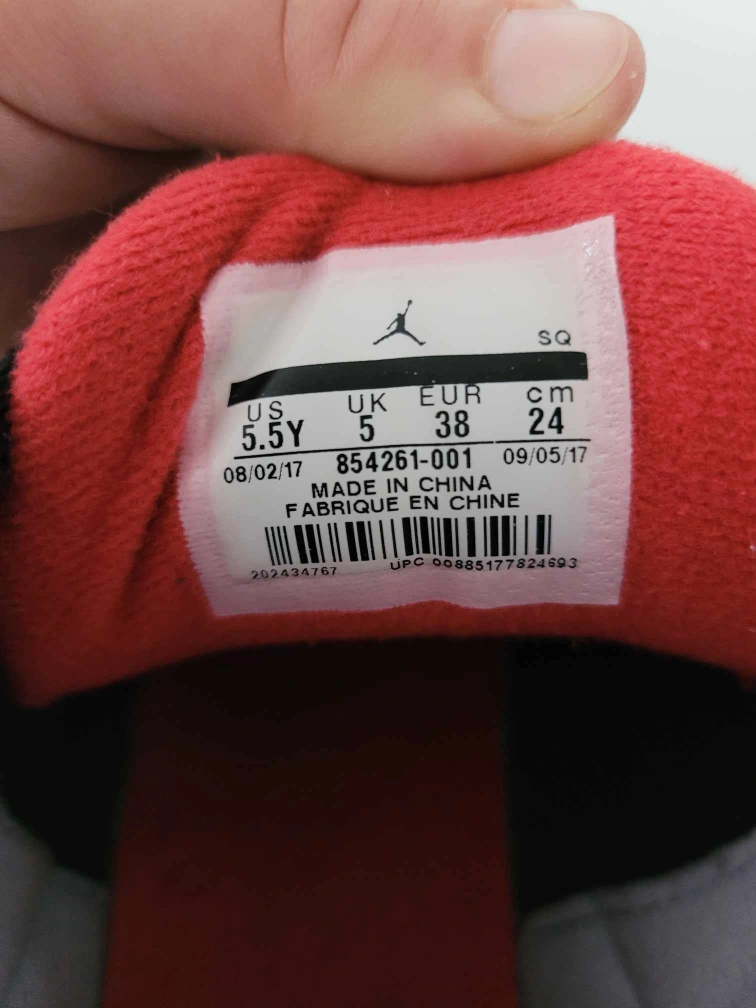 SQ
US UK EUR cm
5.5Y 5 38 24
08/02/17 854261-001 09/05/17
MADE IN CHINA
FABRIQUE EN CHINE
202434767 UPC 00885177824693